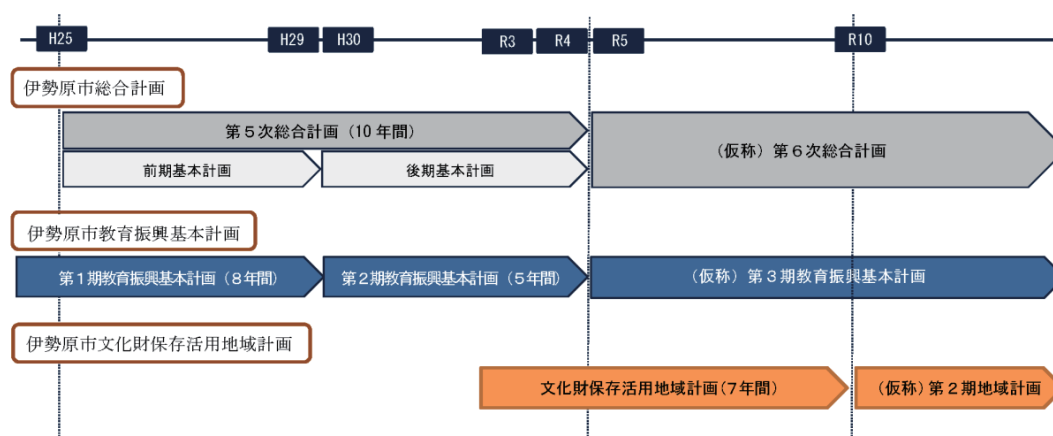 H25 H29 H30 R3 R4 R5 R10
伊勢原市総合計画
第5次総合計画（10年間）
（仮称）第6次総合計画
前期基本計画
後期基本計画
伊勢原市教育振興基本計画
第1期教育振興基本計画（8年間）
第2期教育振興基本計画（5年間）
（仮称）第3期教育振興基本計画
伊勢原市文化財保存活用地域計画
文化財保存活用地域計画（7年間）
（仮称）第2期地域計画